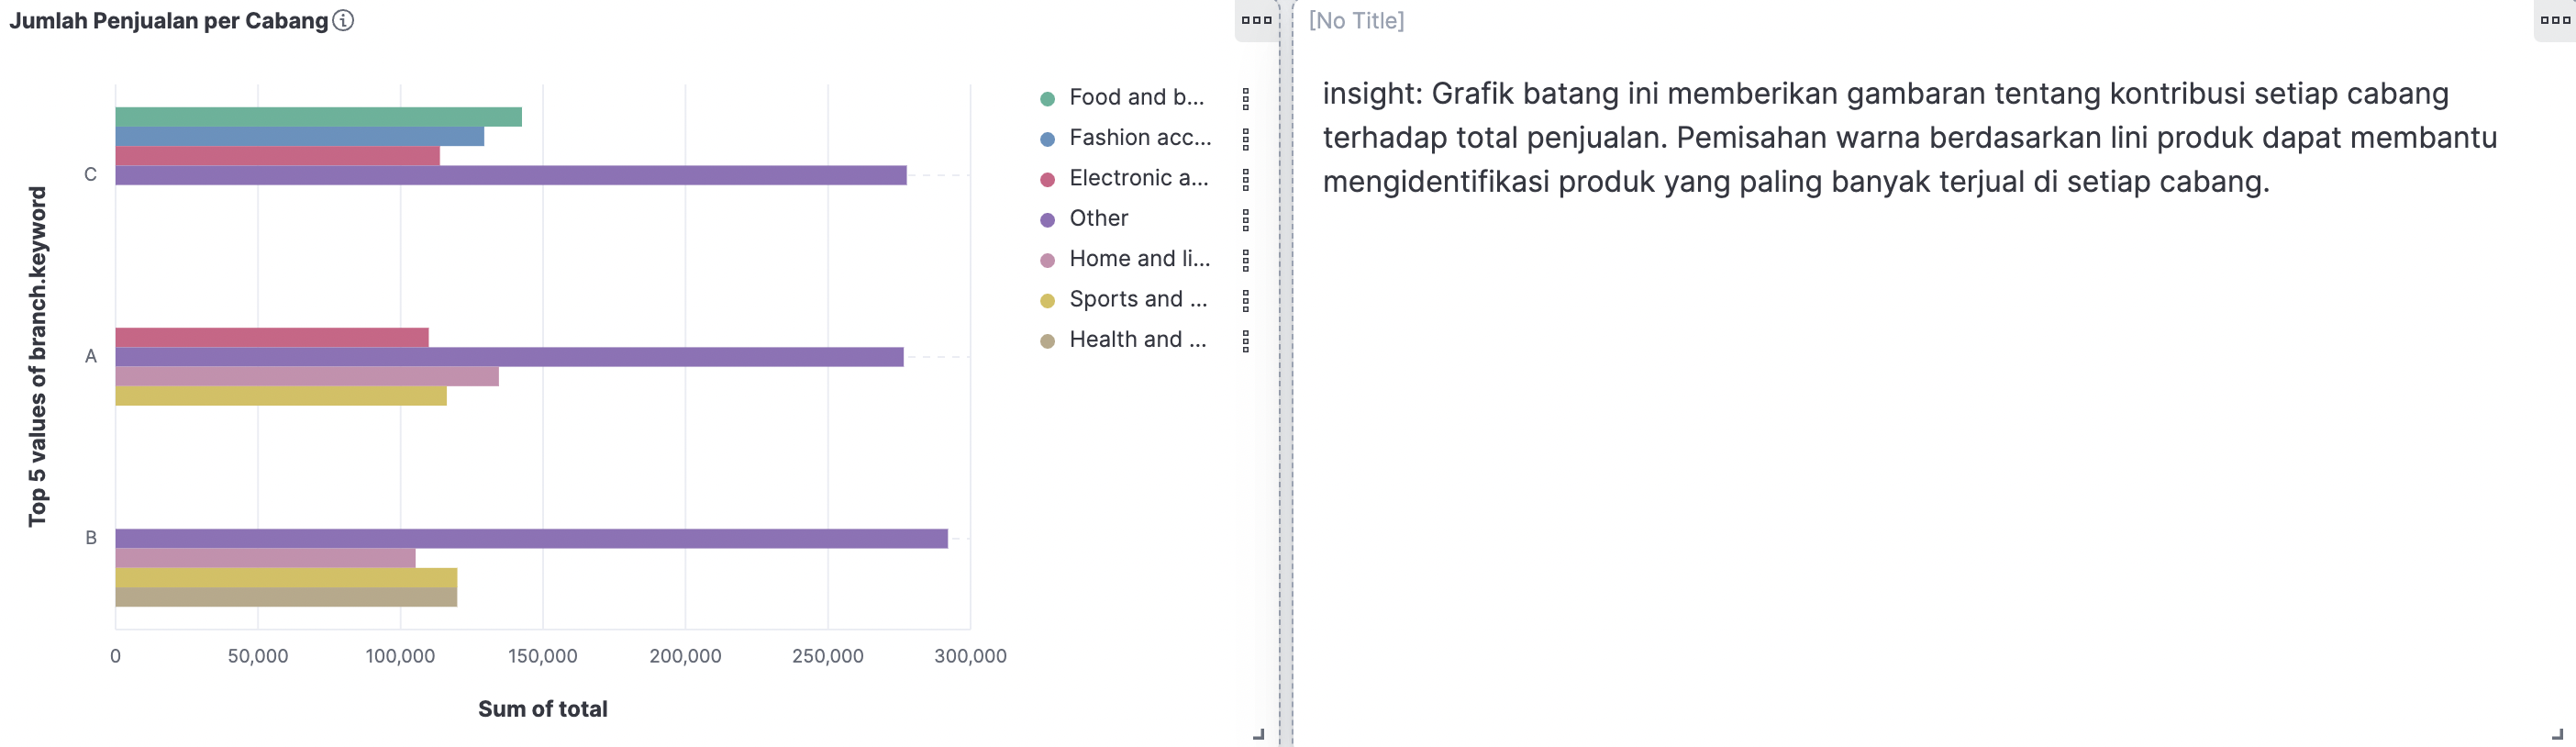 Jumlah Penjualan per Cabang
[No Title]
insight: Grafik batang ini memberikan gambaran tentang kontribusi setiap cabang
terhadap total penjualan. Pemisahan warna berdasarkan lini produk dapat membantu
mengidentifikasi produk yang paling banyak terjual di setiap cabang.
Top 5 values of branch.keyword
C
A
B
0 50,000 100,000 150,000 200,000 250,000 300,000
Sum of total
Food and b...
Fashion acc...
Electronic a...
Other
Home and li...
Sports and ...
Health and ...